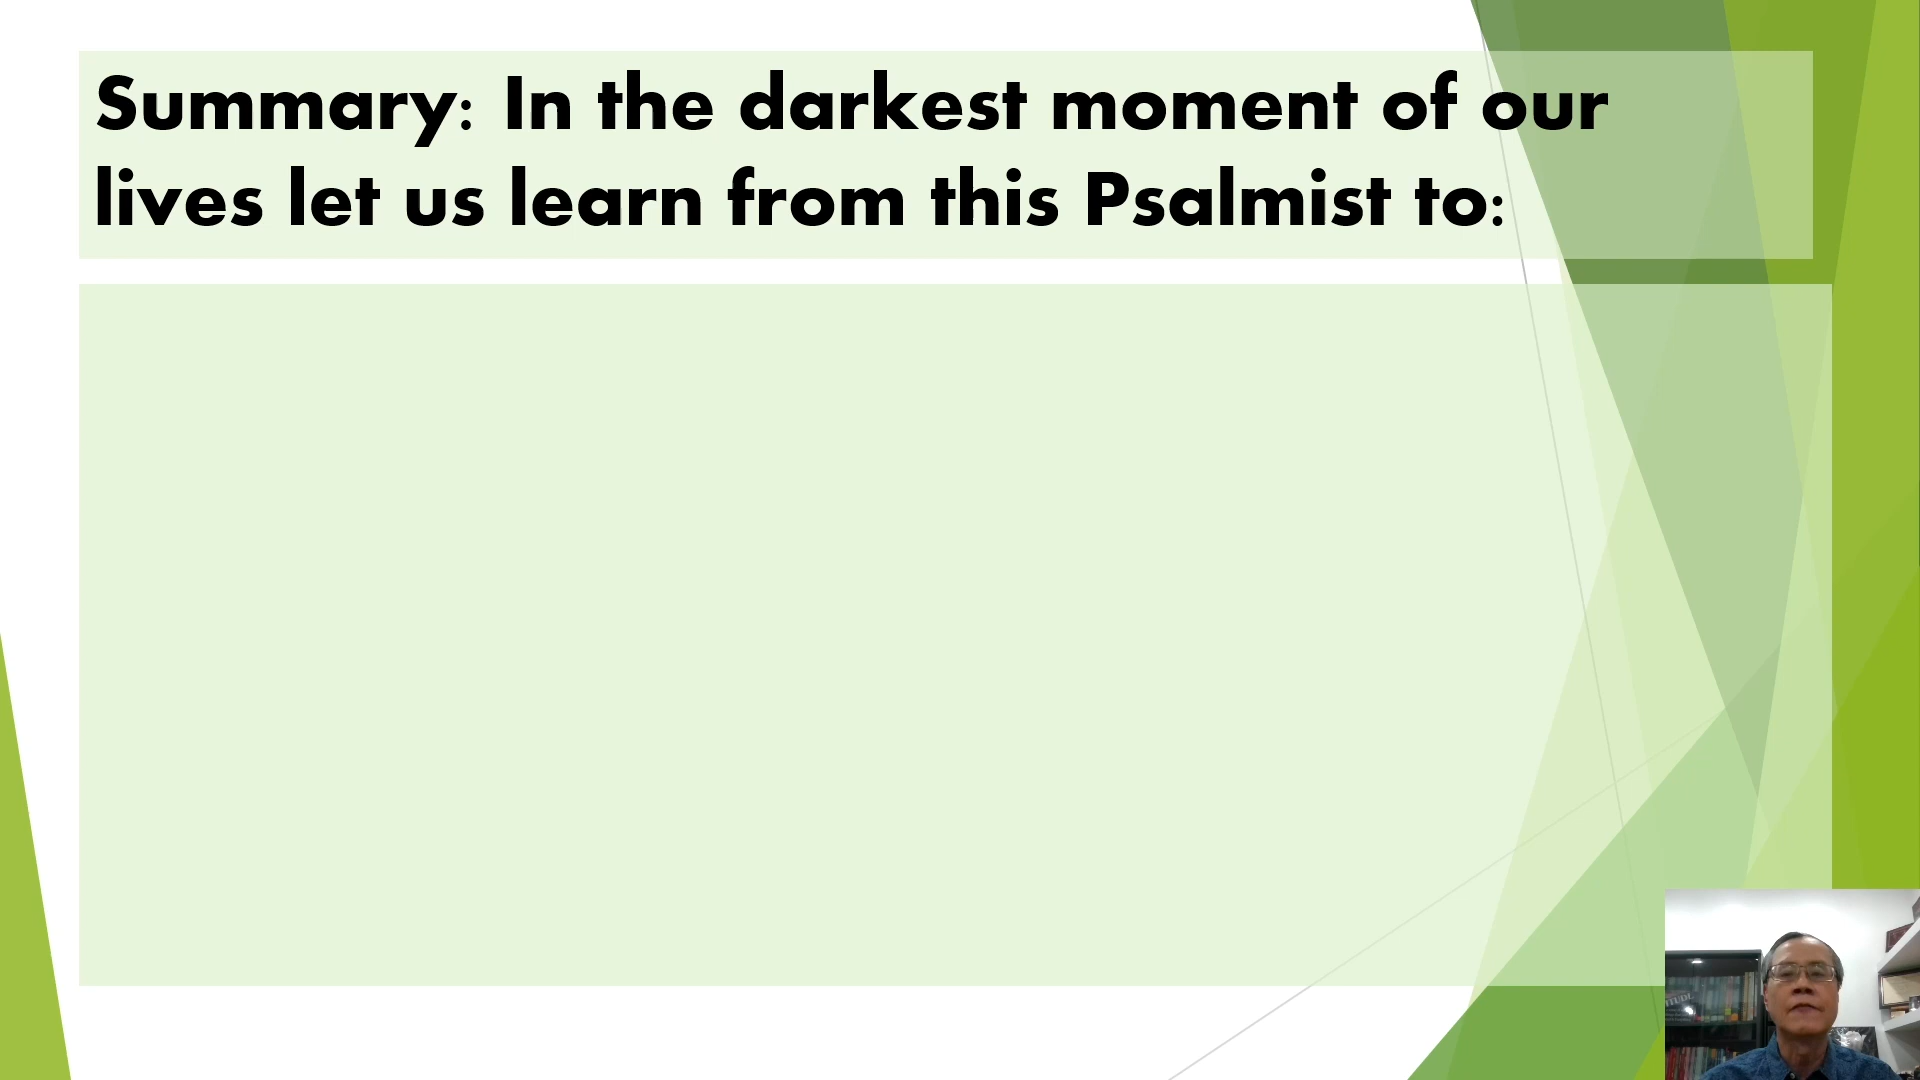 Summary: In the darkest moment of our
lives let us learn from this Psalmist to: